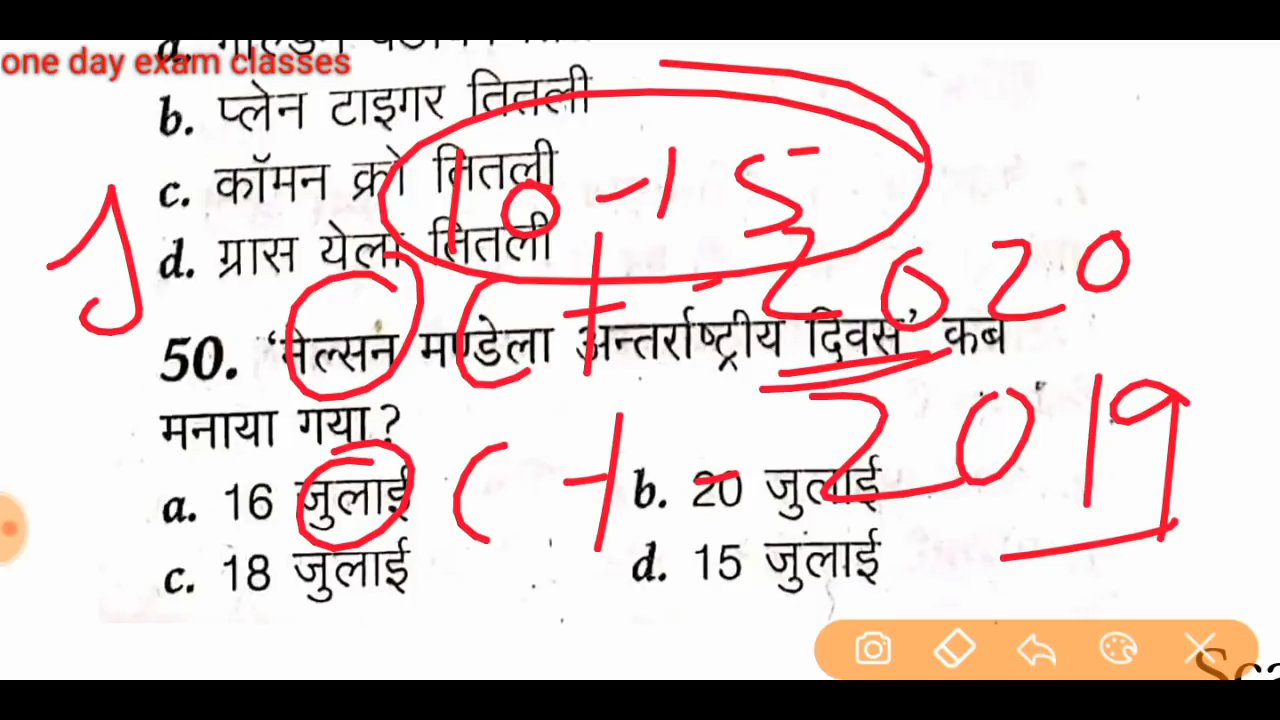 one day exam classes
b. प्लेन टाइगर तितली
c. कॉमन क्रो तितली
d. ग्रास येलो तितली
10-15
2020
50. 'नेल्सन मण्डेला अन्तर्राष्ट्रीय दिवस' कब
मनाया गया?
2019
a. 16 जुलाई b. 20 जुलाई
c. 18 जुलाई d. 15 जुलाई